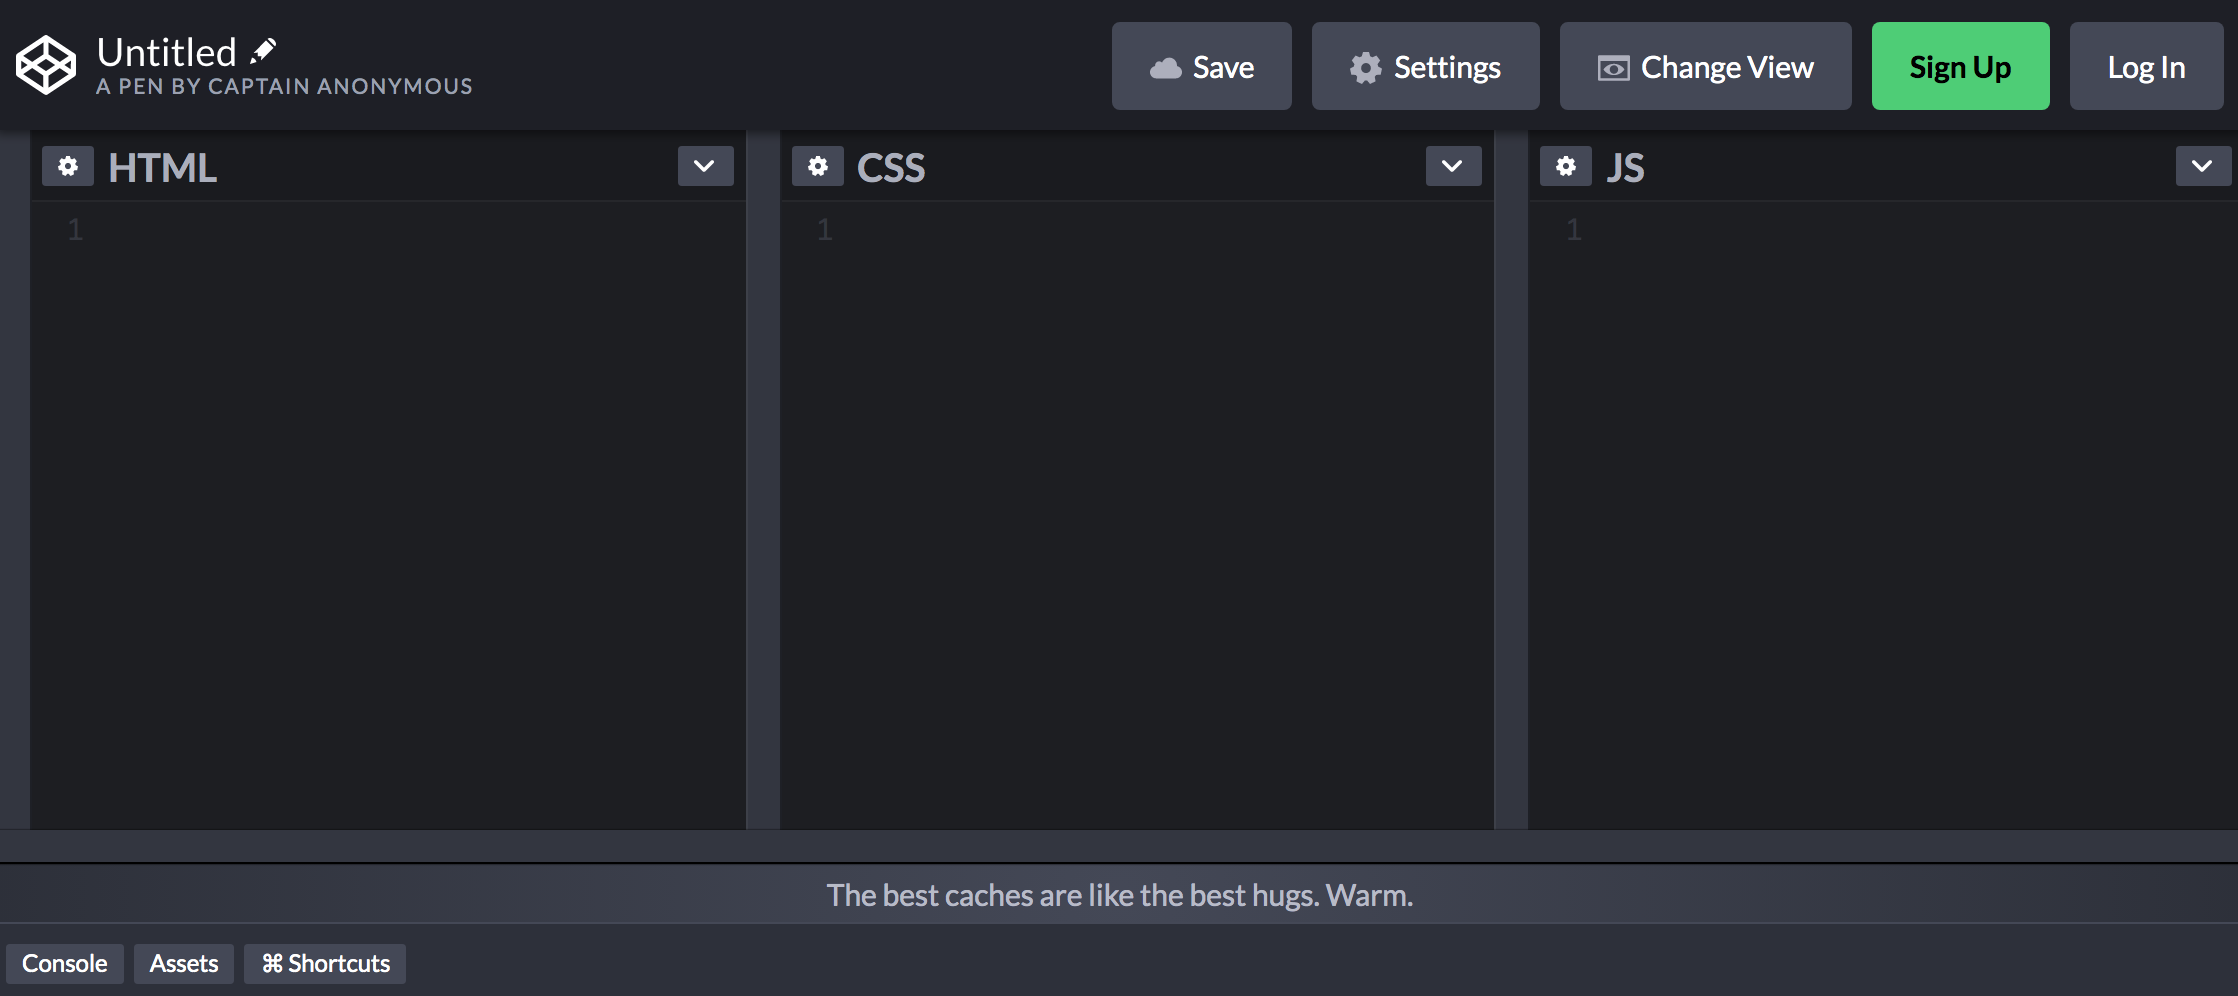 Untitled
A PEN BY CAPTAIN ANONYMOUS
Save
Settings
Change View
Sign Up
Log In
HTML
CSS
JS
1
1
1
The best caches are like the best hugs. Warm.
Console
Assets
⌘ Shortcuts